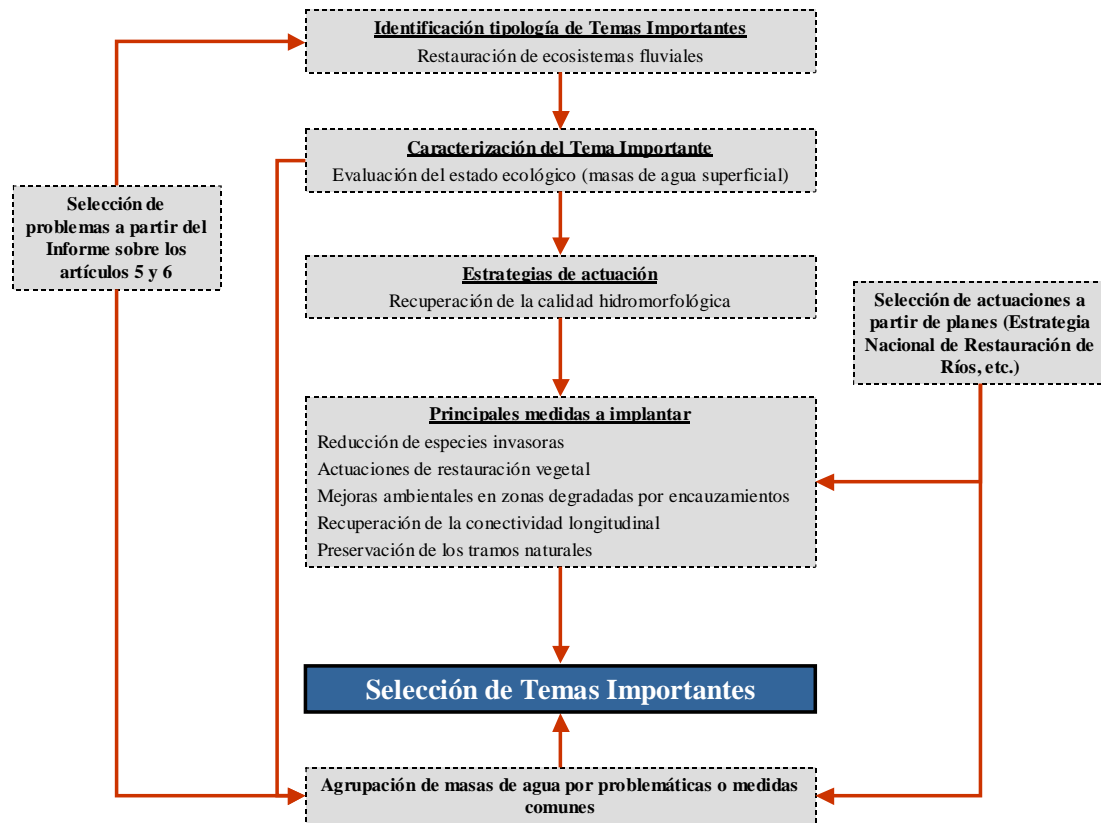 Identificación tipología de Temas Importantes
Restauración de ecosistemas fluviales
Caracterización del Tema Importante
Evaluación del estado ecológico (masas de agua superficial)
Selección de
problemas a partir del
Informe sobre los
artículos 5 y 6
Estrategias de actuación
Recuperación de la calidad hidromorfológica
Selección de actuaciones a
partir de planes (Estrategia
Nacional de Restauración de
Ríos, etc.)
Principales medidas a implantar
Reducción de especies invasoras
Actuaciones de restauración vegetal
Mejoras ambientales en zonas degradadas por encauzamientos
Recuperación de la conectividad longitudinal
Preservación de los tramos naturales
Selección de Temas Importantes
Agrupación de masas de agua por problemáticas o medidas
comunes